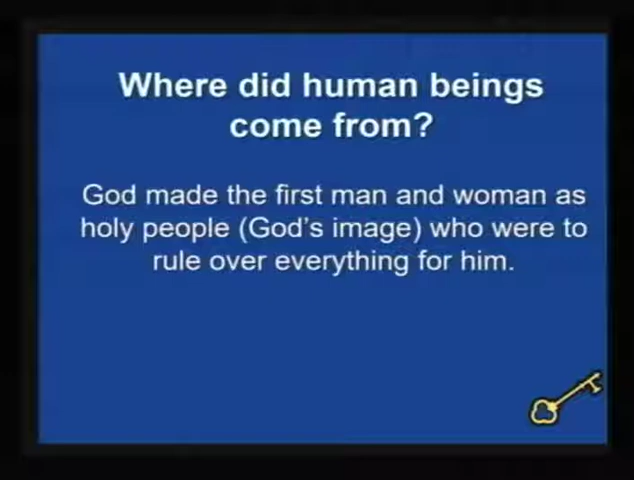 Where did human beings
come from?
God made the first man and woman as
holy people (God's image) who were to
rule over everything for him.